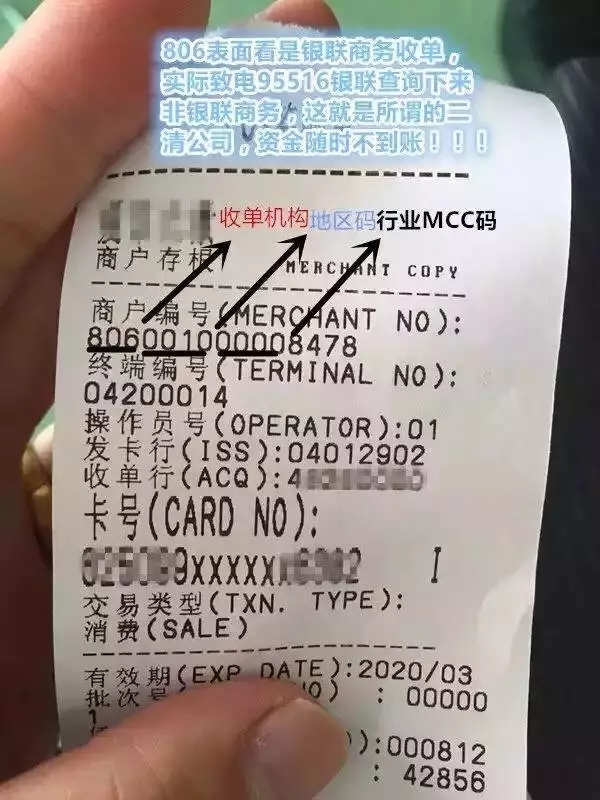 806表面看是银联商务收单，
实际致电95516银联查询下来
非银联商务，这就是所谓的二
清公司，资金随时不到账！！！
收单机构 地区码 行业MCC码
商户存根 MERCHANT COPY
商户编号(MERCHANT NO):
806001000008478
终端编号(TERMINAL NO):
04200014
操作员号(OPERATOR):01
发卡行(ISS):04012902
收单行(ACQ):
卡号(CARD NO):
9xxxxxx I
交易类型(TXN. TYPE):
消费(SALE)
有效期(EXP DATE):2020/03
批次号 NO) : 00000
1
):000812
: 42856